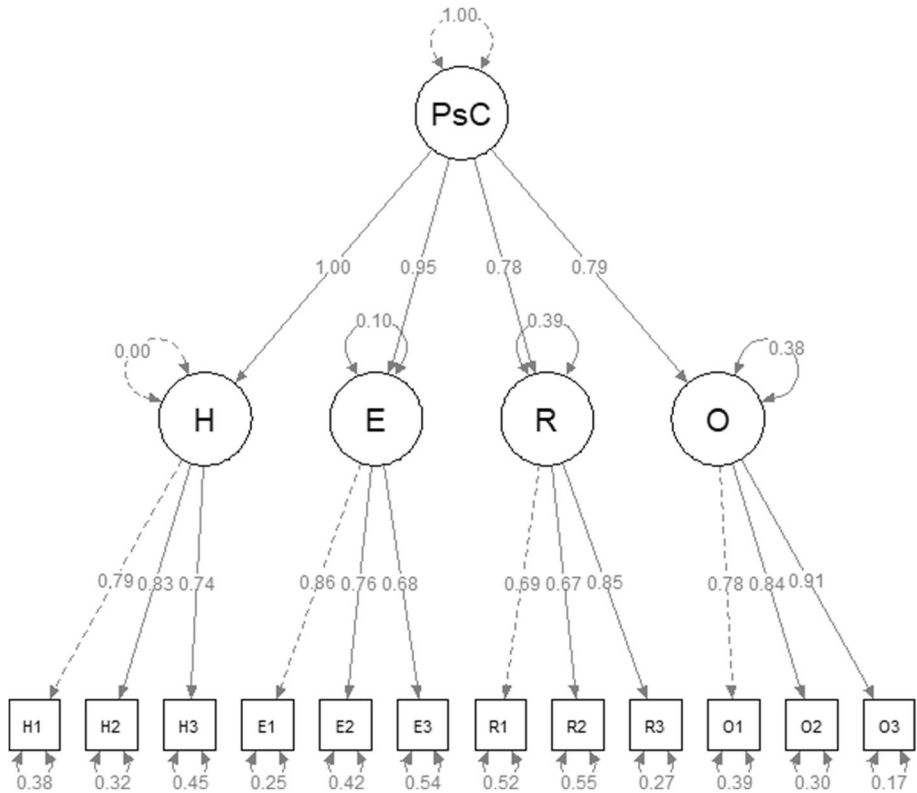 1.00
PsC
1.00 0.95 0.78 0.79
0.00 0.10 0.39 0.38
H E R O
0.79 0.83 0.74 0.86 0.76 0.68 0.69 0.67 0.85 0.78 0.84 0.91
H1 H2 H3 E1 E2 E3 R1 R2 R3 O1 O2 O3
0.38 0.32 0.45 0.25 0.42 0.54 0.52 0.55 0.27 0.39 0.30 0.17